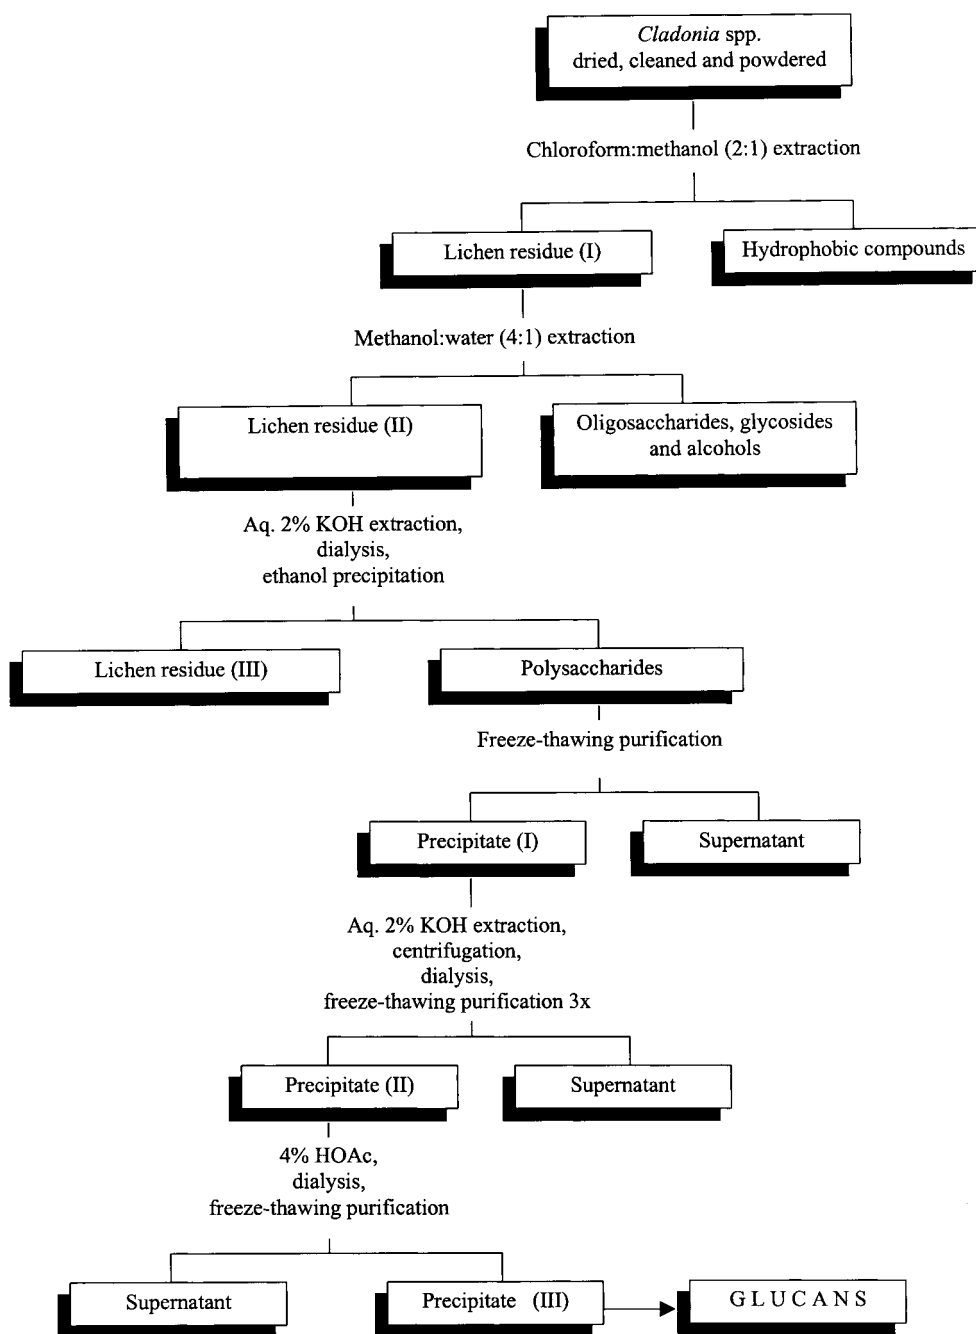 Cladonia spp.
dried, cleaned and powdered
Chloroform:methanol (2:1) extraction
Lichen residue (I)
Hydrophobic compounds
Methanol:water (4:1) extraction
Lichen residue (II)
Oligosaccharides, glycosides
and alcohols
Aq. 2% KOH extraction,
dialysis,
ethanol precipitation
Lichen residue (III)
Polysaccharides
Freeze-thawing purification
Precipitate (I)
Supernatant
Aq. 2% KOH extraction,
centrifugation,
dialysis,
freeze-thawing purification 3x
Precipitate (II)
Supernatant
4% HOAc,
dialysis,
freeze-thawing purification
Supernatant
Precipitate (III)
G L U C A N S